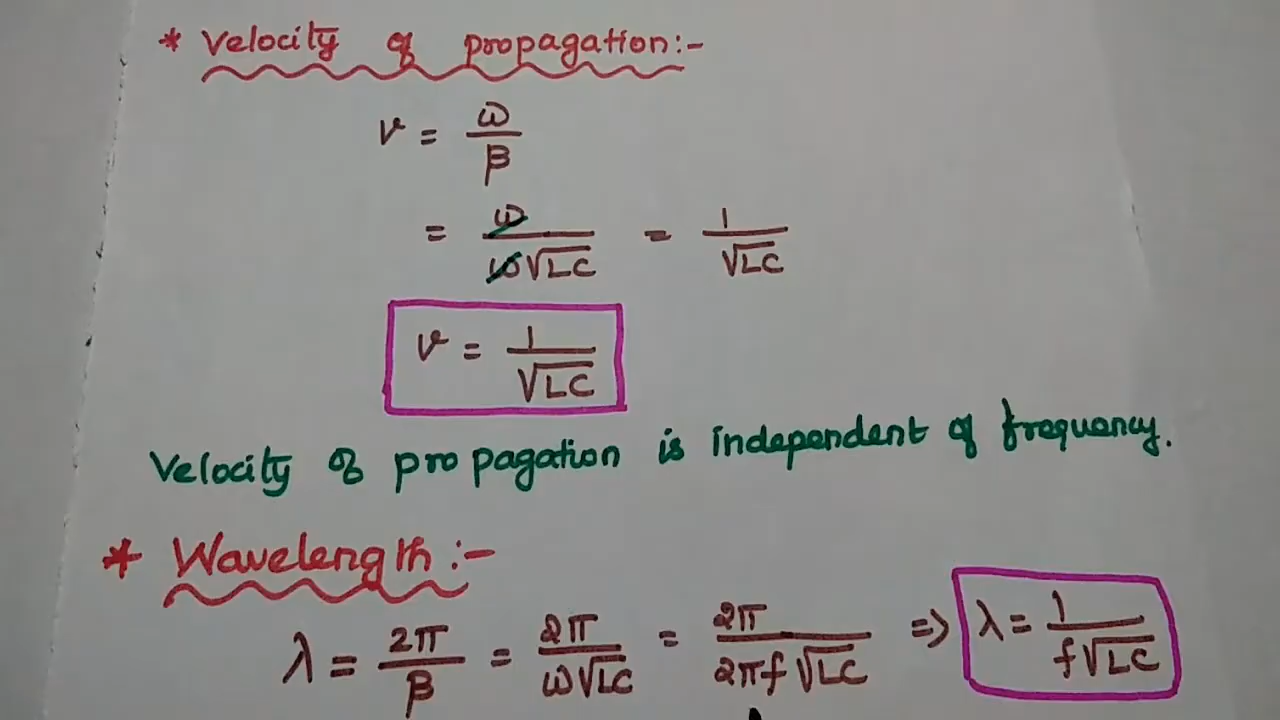 * Velocity of propagation:-
v = ω/β
= ω/ω√LC = 1/√LC
v = 1/√LC
Velocity of propagation is independent of frequency.
* Wavelength:-
λ = 2π/β = 2π/ω√LC = 2π/2πf√LC => λ = 1/f√LC